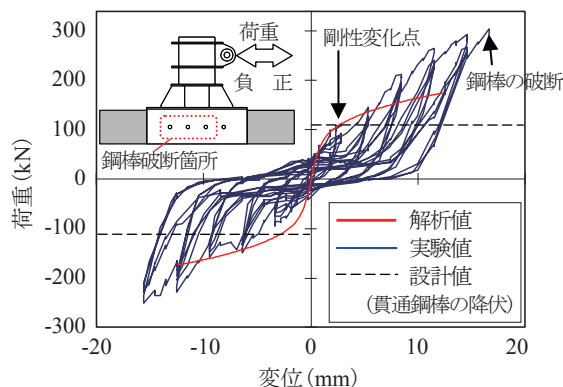 300
200
100
0
-100
-200
-300
荷重(kN)
荷重
負 正
鋼棒破断箇所
剛性変化点
鋼棒の破断
解析値
実験値
設計値
(貫通鋼棒の降伏)
-20
-10
0
10
20
変位(mm)